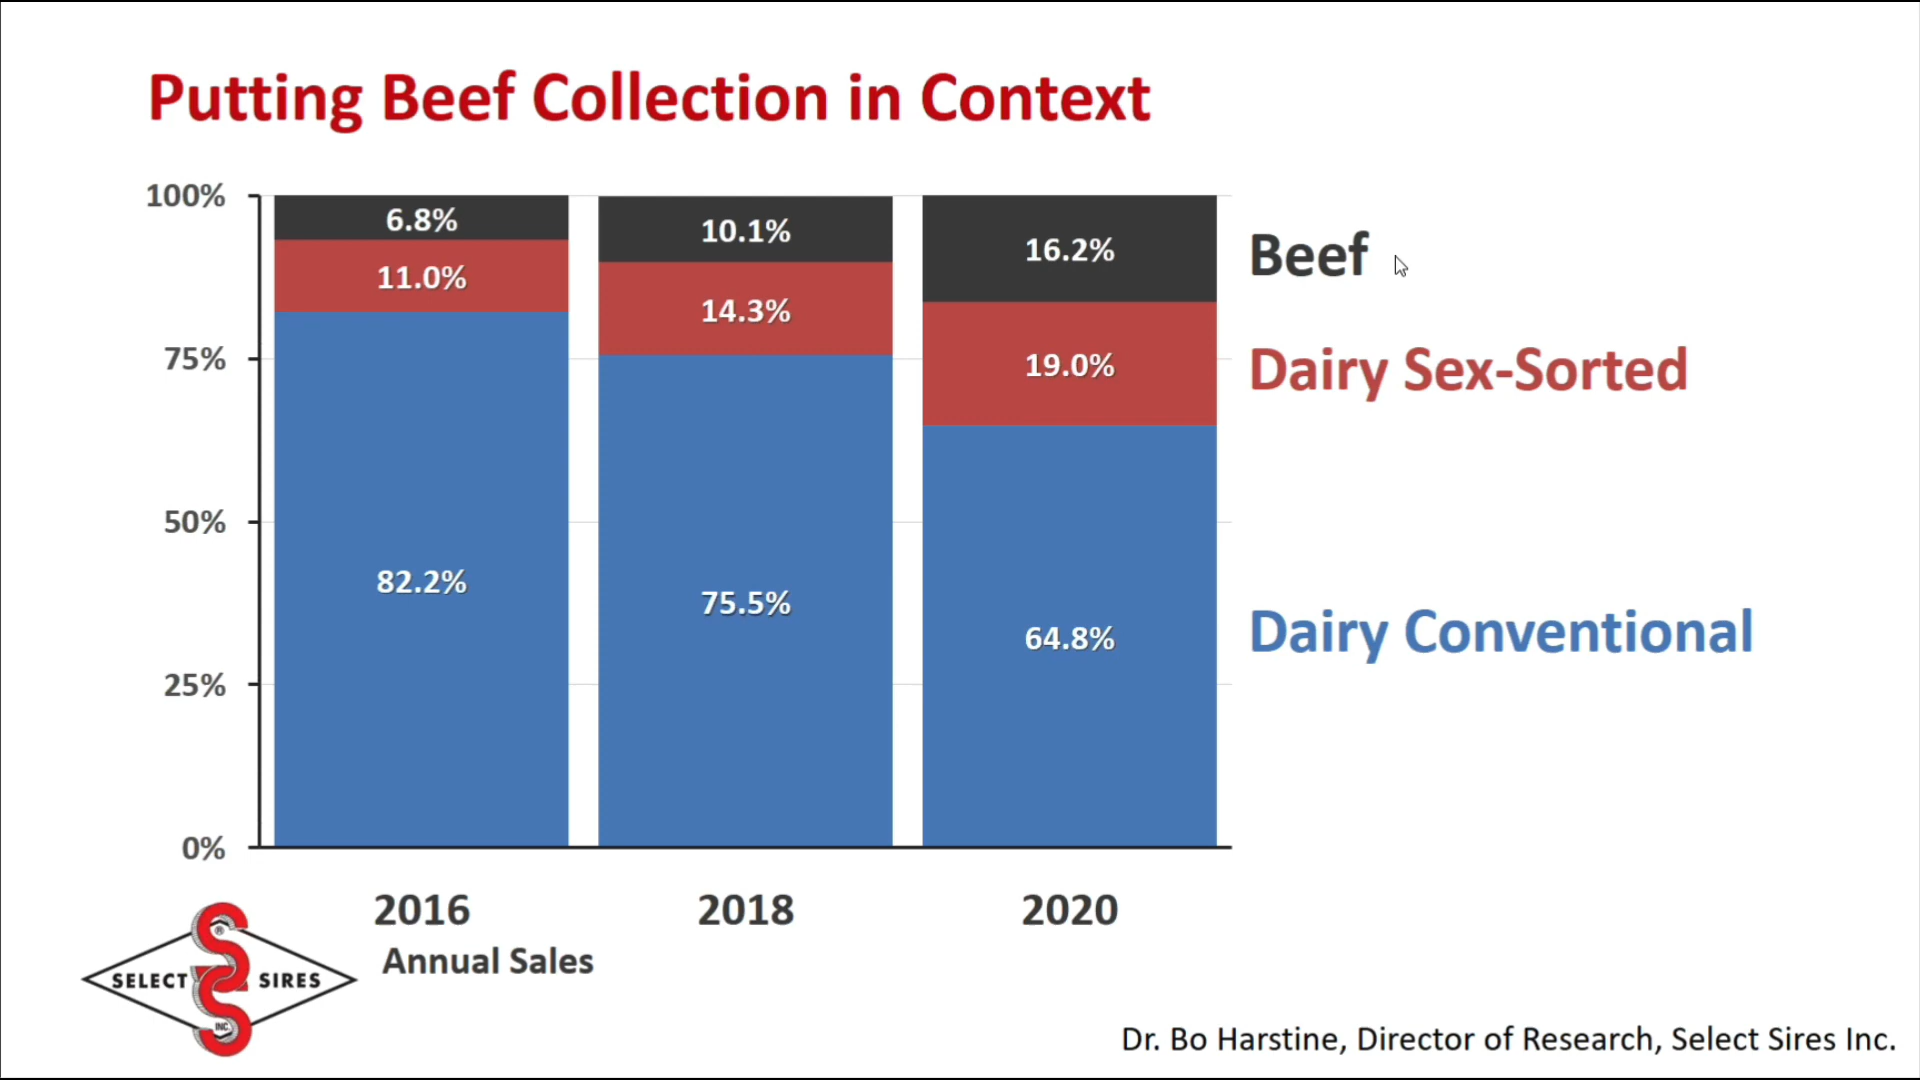 Putting Beef Collection in Context
100%
75%
50%
25%
0%
6.8%
11.0%
82.2%
10.1%
14.3%
75.5%
16.2%
19.0%
64.8%
Beef
Dairy Sex-Sorted
Dairy Conventional
2016
2018
2020
Annual Sales
SELECT SIRES
®
INC.
Dr. Bo Harstine, Director of Research, Select Sires Inc.